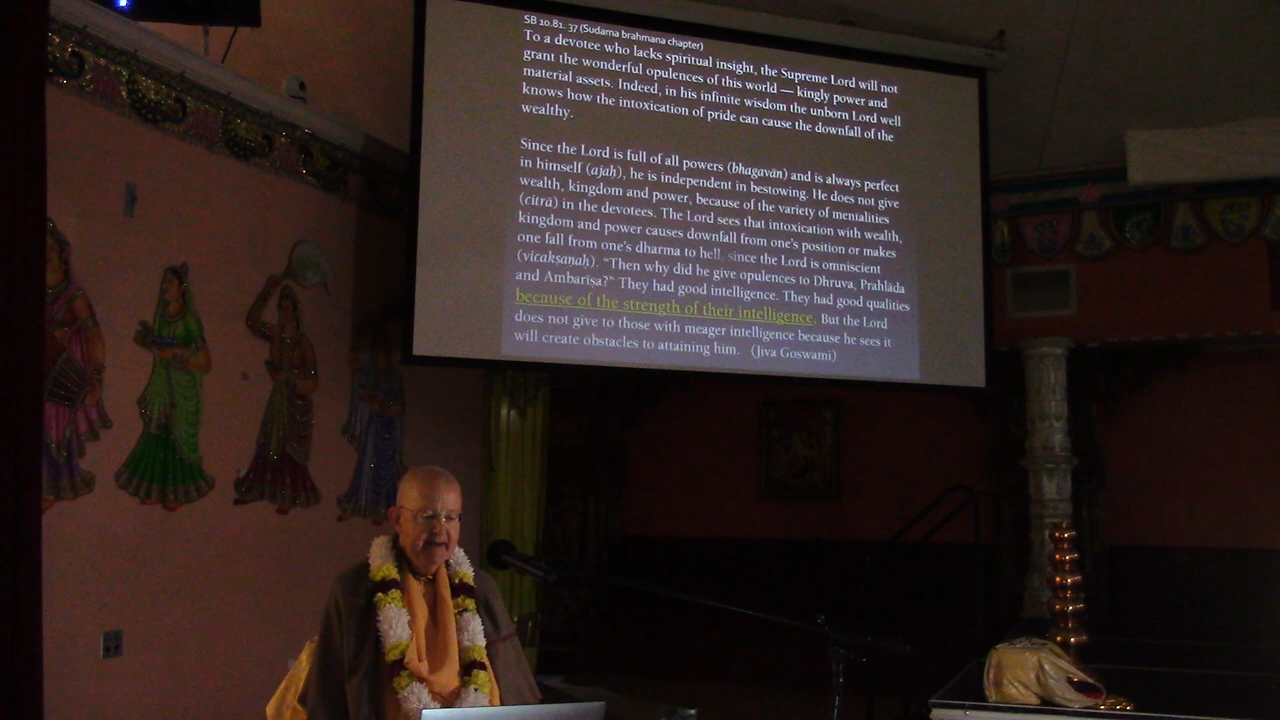 SB 10.81. 37 (Sudama brahmana chapter)
To a devotee who lacks spiritual insight, the Supreme Lord will not
grant the wonderful opulences of this world — kingly power and
material assets. Indeed, in his infinite wisdom the unborn Lord well
knows how the intoxication of pride can cause the downfall of the
wealthy.
Since the Lord is full of all powers (bhagavān) and is always perfect
in himself (ajaḥ), he is independent in bestowing. He does not give
wealth, kingdom and power, because of the variety of mentalities
(citrā) in the devotees. The Lord sees that intoxication with wealth,
kingdom and power causes downfall from one's position or makes
one fall from one's dharma to hell, since the Lord is omniscient
(vicakṣaṇaḥ). “Then why did he give opulences to Dhruva, Prahlāda
and Ambarīṣa?” They had good intelligence. They had good qualities
because of the strength of their intelligence. But the Lord
does not give to those with meager intelligence because he sees it
will create obstacles to attaining him. (Jiva Goswami)